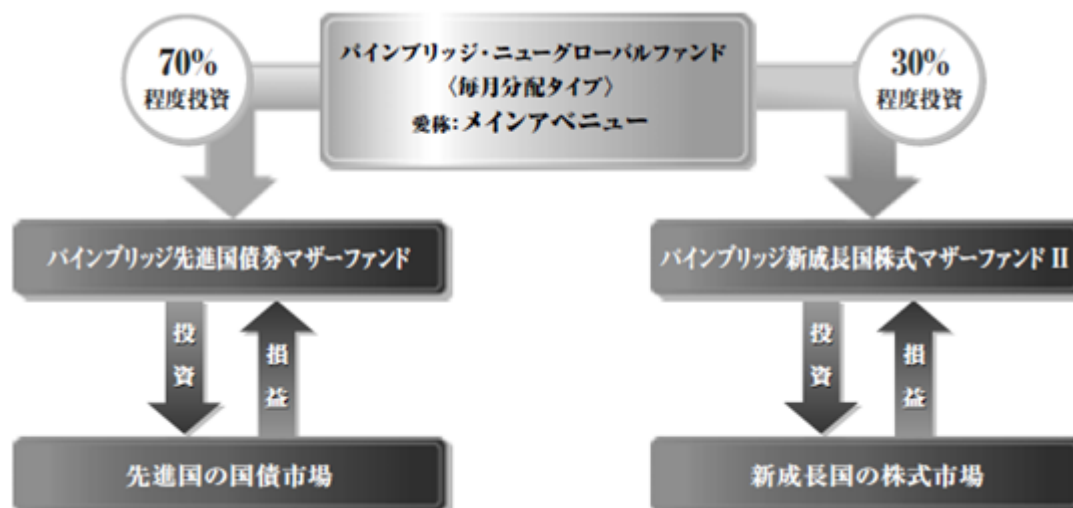 70%
程度投資
パインブリッジ・ニューグローバルファンド
〈毎月分配タイプ〉
愛称:メインアベニュー
30%
程度投資
パインブリッジ先進国債券マザーファンド
パインブリッジ新成長国株式マザーファンドⅡ
投資
損益
投資
損益
先進国の国債市場
新成長国の株式市場